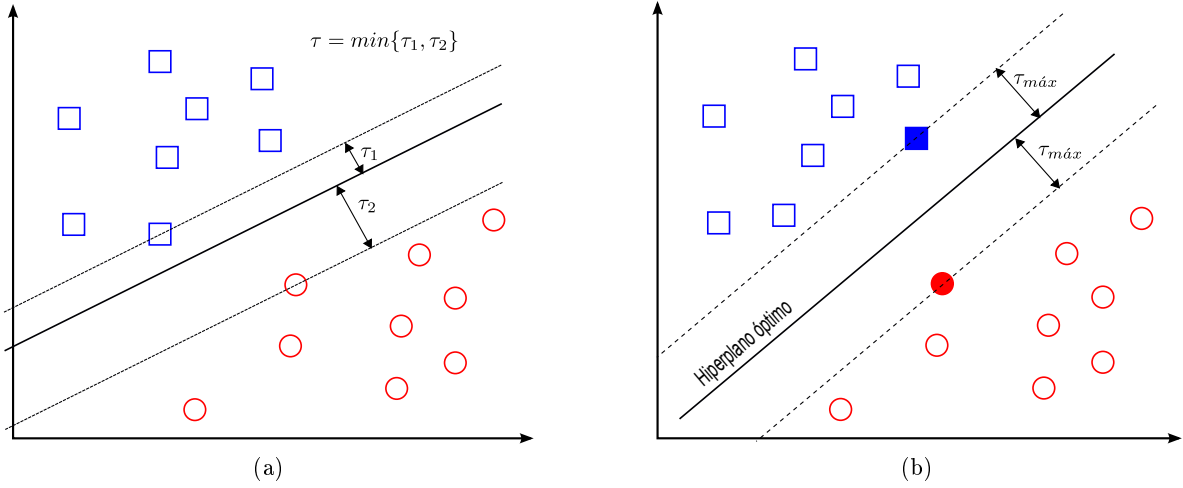 τ = min{τ₁, τ₂}
τ₁
τ₂
(a)
τₘáₓ
τₘáₓ
Hiperplano óptimo
(b)